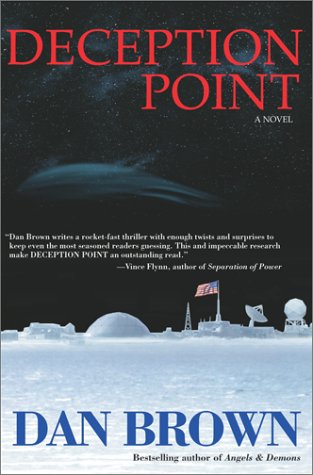 DECEPTION
POINT
A NOVEL
“Dan Brown writes a rocket-fast thriller with enough twists and surprises to
keep even the most seasoned readers guessing. This and impeccable research
make DECEPTION POINT an outstanding read.”
—Vince Flynn, author of Separation of Power
DAN BROWN
Bestselling author of Angels & Demons